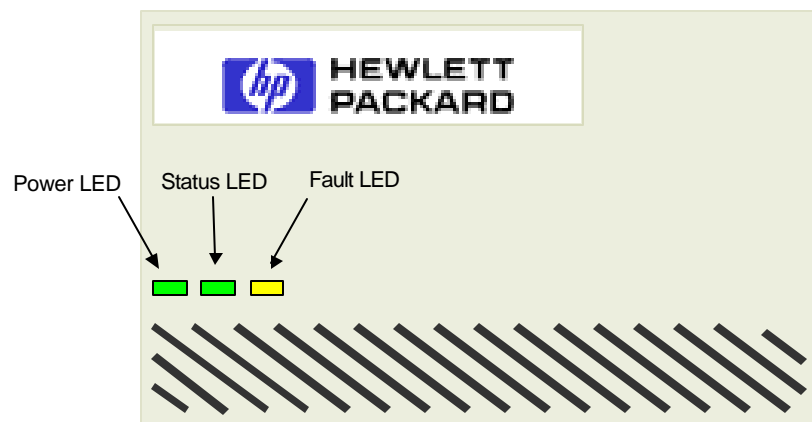 hp HEWLETT
PACKARD
Power LED
Status LED
Fault LED